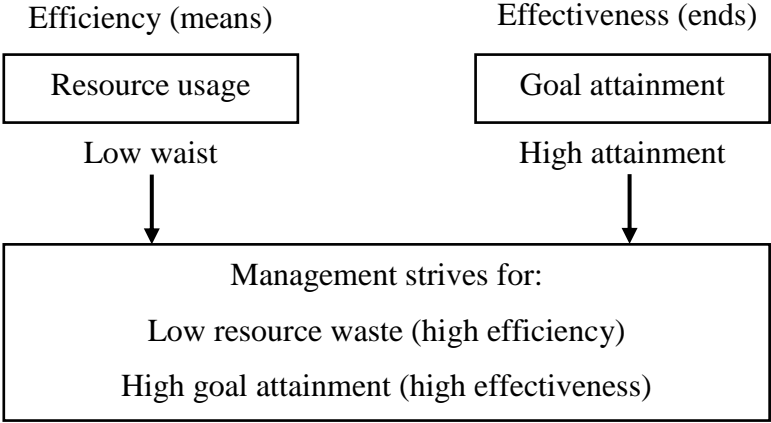 Efficiency (means)
Effectiveness (ends)
Resource usage
Goal attainment
Low waist
High attainment
Management strives for:
Low resource waste (high efficiency)
High goal attainment (high effectiveness)